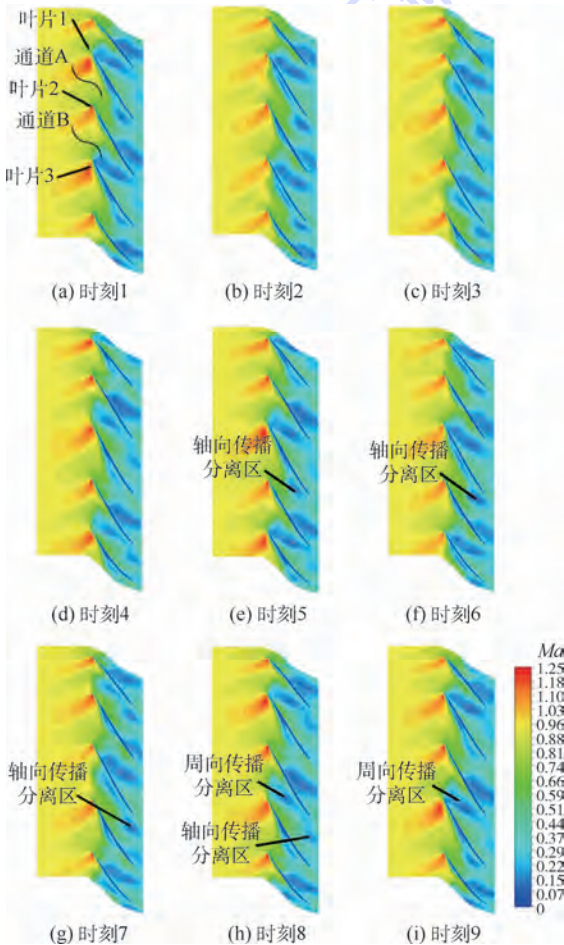 叶片1
通道A
叶片2
通道B
叶片3
(a) 时刻1
(b) 时刻2
(c) 时刻3
轴向传播
分离区
轴向传播
分离区
(d) 时刻4
(e) 时刻5
(f) 时刻6
轴向传播
分离区
周向传播
分离区
轴向传播
分离区
周向传播
分离区
Ma
1.25
1.18
1.10
1.03
0.96
0.88
0.81
0.74
0.66
0.59
0.51
0.44
0.37
0.29
0.22
0.15
0.07
0
(g) 时刻7
(h) 时刻8
(i) 时刻9